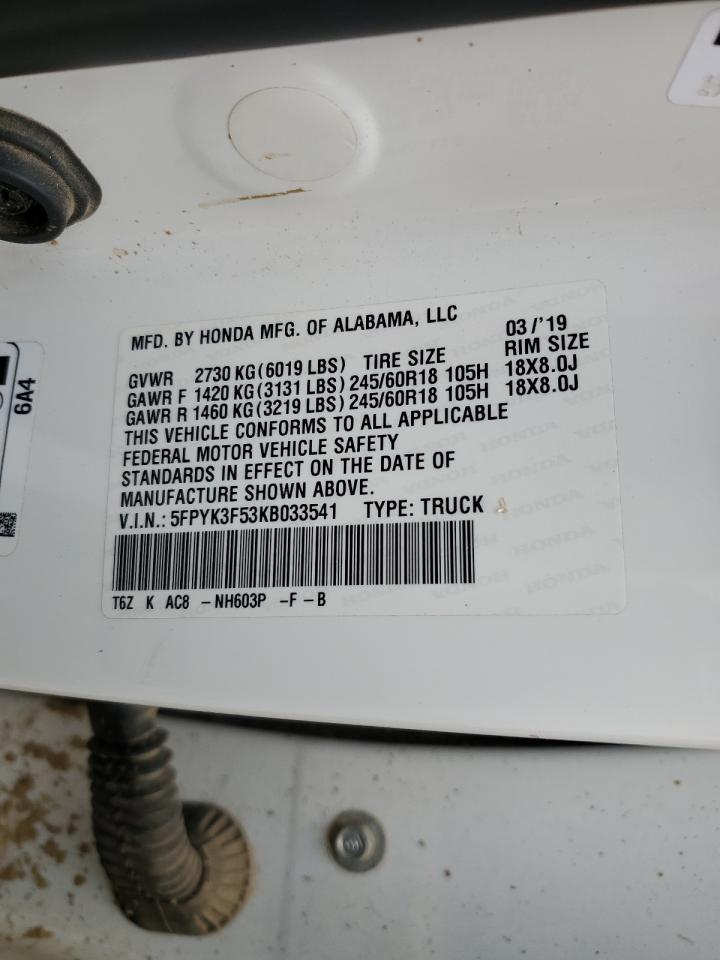 MFD. BY HONDA MFG. OF ALABAMA, LLC 03/'19
GVWR 2730 KG(6019 LBS) TIRE SIZE RIM SIZE
GAWR F 1420 KG(3131 LBS) 245/60R18 105H 18X8.0J
GAWR R 1460 KG(3219 LBS) 245/60R18 105H 18X8.0J
THIS VEHICLE CONFORMS TO ALL APPLICABLE
FEDERAL MOTOR VEHICLE SAFETY
STANDARDS IN EFFECT ON THE DATE OF
MANUFACTURE SHOWN ABOVE.
V.I.N.: 5FPYK3F53KB033541 TYPE: TRUCK
T6Z K AC8 -NH603P -F -B
6A4